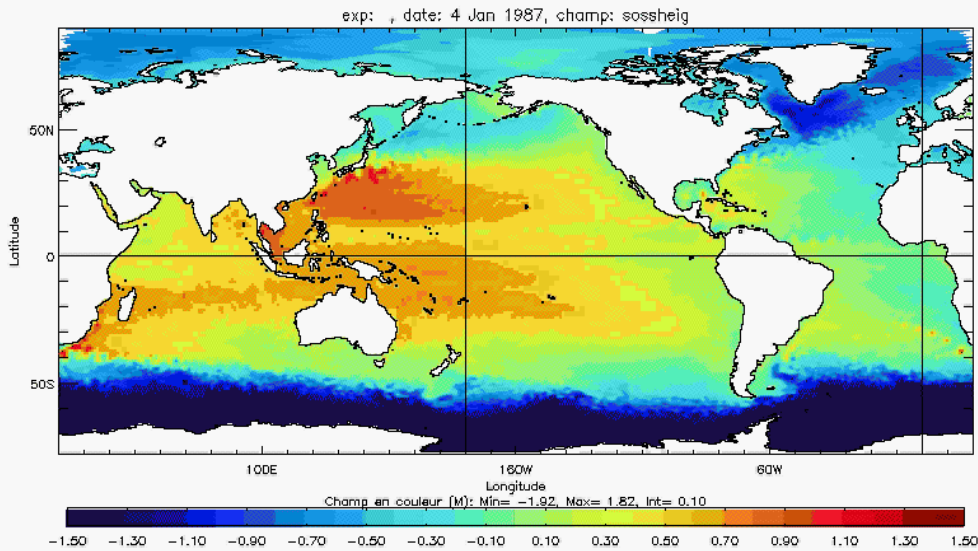 exp: , date: 4 Jan 1987, champ: sossheig
50N
0
50S
Latitude
100E
160W
60W
Longitude
Champ en couleur (M): Min= -1.92, Max= 1.82, Int= 0.10
-1.50 -1.30 -1.10 -0.90 -0.70 -0.50 -0.30 -0.10 0.10 0.30 0.50 0.70 0.90 1.10 1.30 1.50